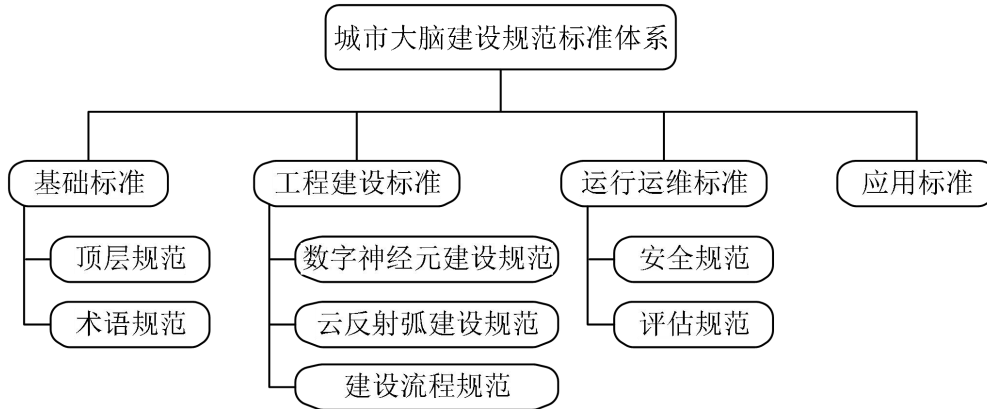 城市大脑建设规范标准体系
基础标准
工程建设标准
运行运维标准
应用标准
顶层规范
数字神经元建设规范
安全规范
术语规范
云反射弧建设规范
评估规范
建设流程规范